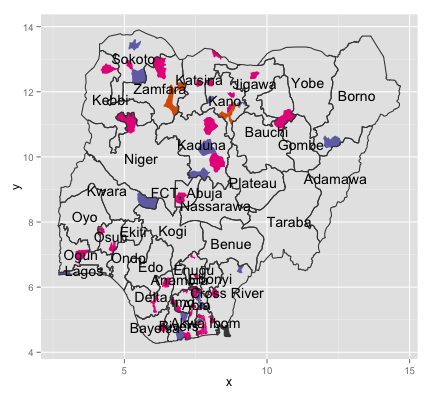 14
12
10
8
6
4
y
Sokoto
Katsina
Jigawa
Yobe
Borno
Zamfara
Kebbi
Kano
Bauchi
Gombe
Kaduna
Niger
Adamawa
Plateau
Kwara
FCT, Abuja
Nassarawa
Taraba
Oyo
Osun
Ekiti
Kogi
Benue
Ogun
Ondo
Lagos
Edo
Enugu
Ebonyi
Anambra
Cross River
Delta
Imo
Abia
Akwa Ibom
Rivers
Bayelsa
5
10
15
x